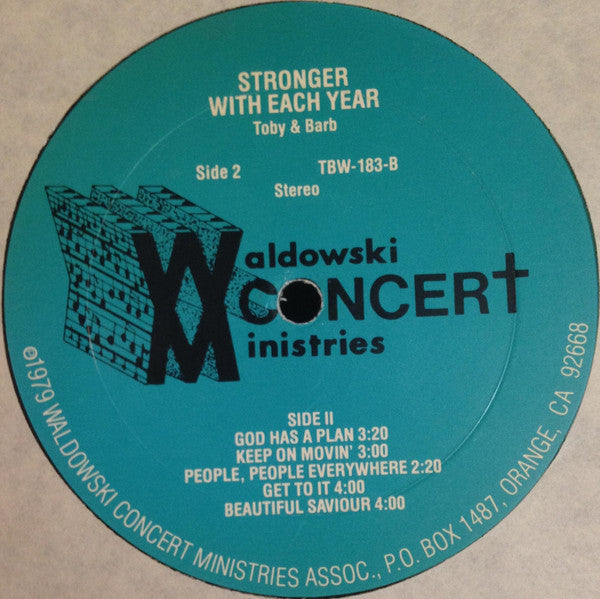 STRONGER
WITH EACH YEAR
Toby & Barb
Side 2 TBW-183-B
Stereo
Waldowski
CONCERt
Ministries
SIDE II
GOD HAS A PLAN 3:20
KEEP ON MOVIN' 3:00
PEOPLE, PEOPLE EVERYWHERE 2:20
GET TO IT 4:00
BEAUTIFUL SAVIOUR 4:00
℗1979 WALDOWSKI CONCERT MINISTRIES ASSOC., P.O. BOX 1487, ORANGE, CA 92668